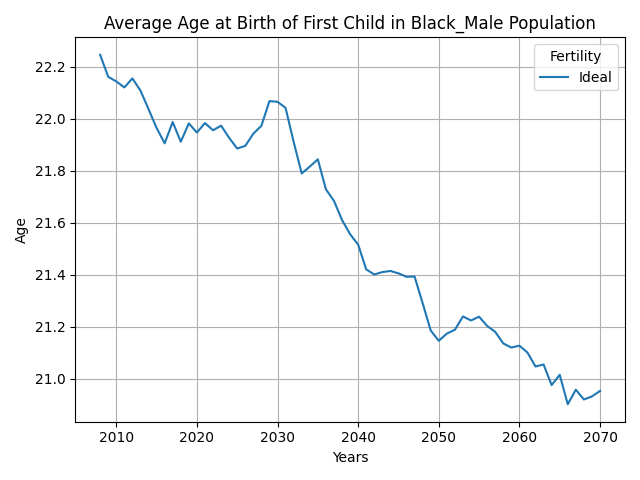 Average Age at Birth of First Child in Black_Male Population
Fertility
Ideal
Age
22.2
22.0
21.8
21.6
21.4
21.2
21.0
2010 2020 2030 2040 2050 2060 2070
Years